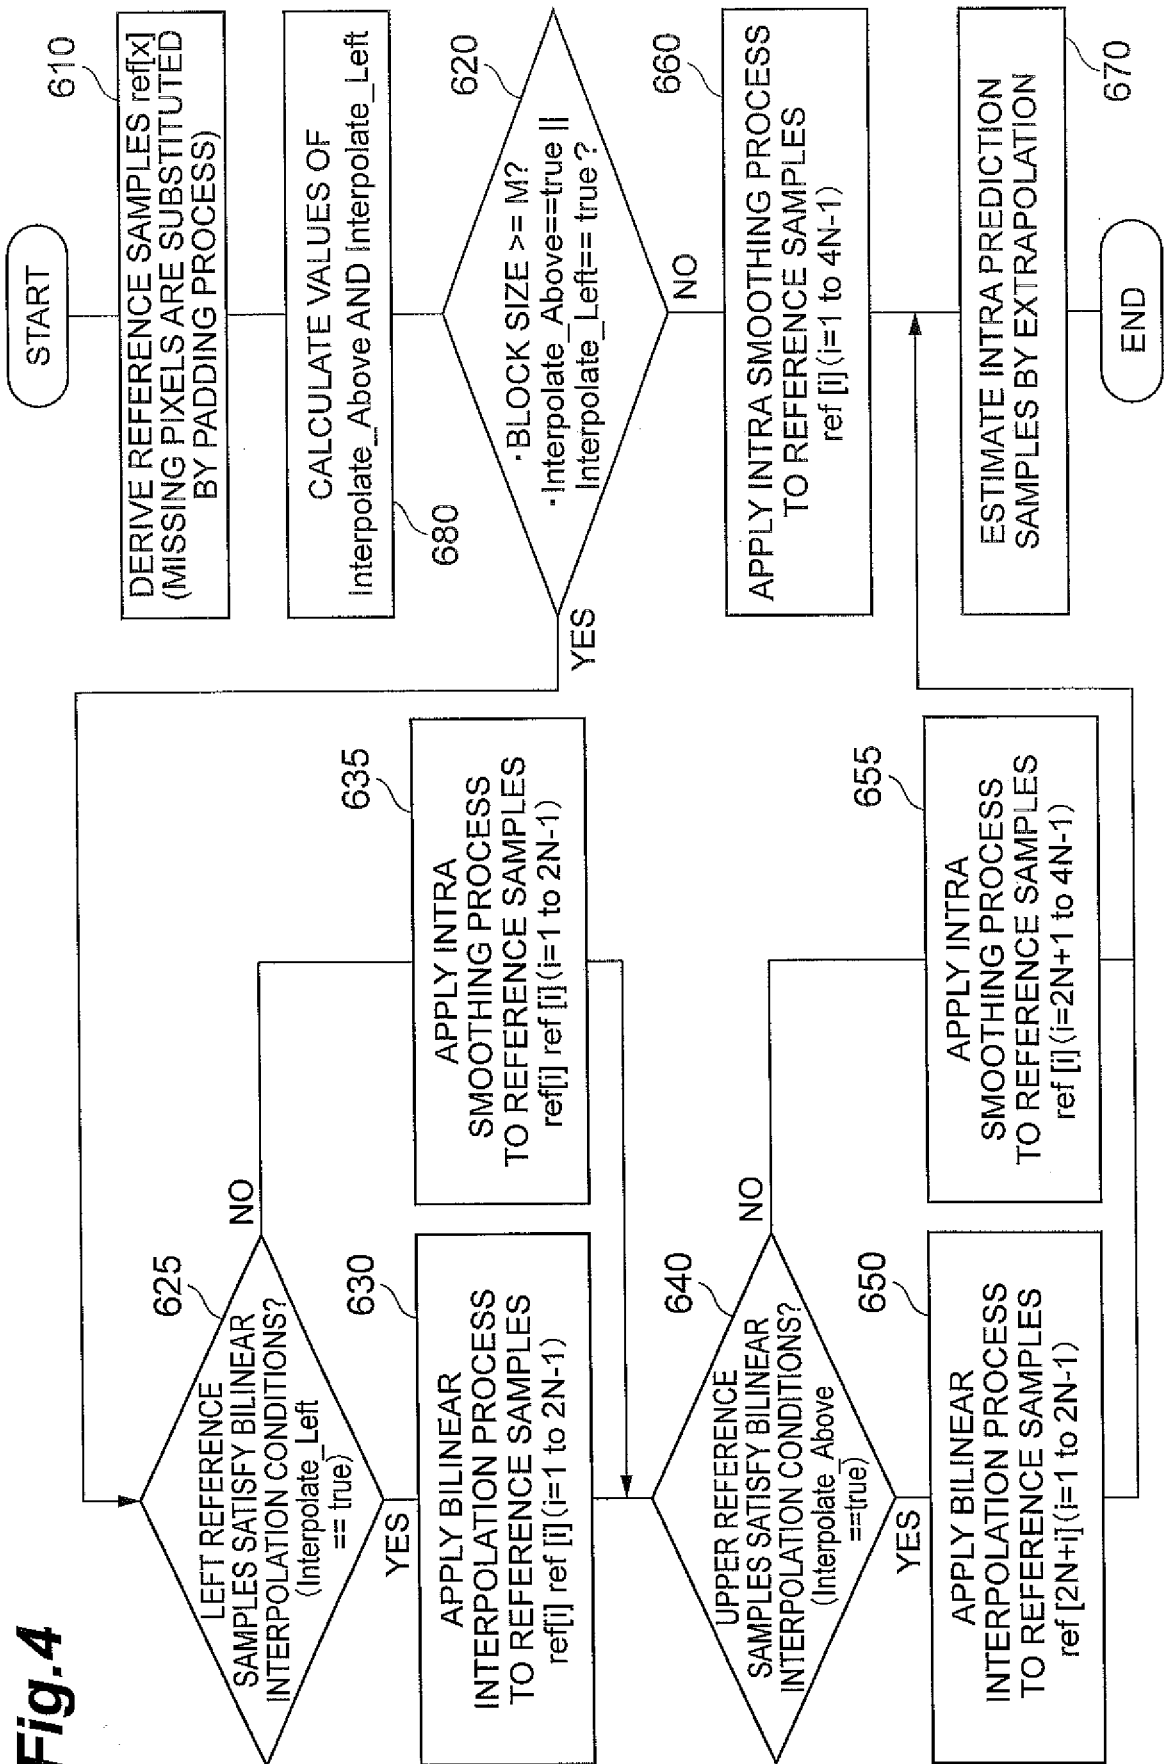 Fig.4
START
610
DERIVE REFERENCE SAMPLES ref[x]
(MISSING PIXELS ARE SUBSTITUTED
BY PADDING PROCESS)
CALCULATE VALUES OF
Interpolate_Above AND Interpolate_Left
680
620
·BLOCK SIZE >= M?
·Interpolate_Above==true ||
Interpolate_Left== true ?
YES
NO
660
APPLY INTRA SMOOTHING PROCESS
TO REFERENCE SAMPLES
ref [i](i=1 to 4N-1)
625
LEFT REFERENCE
SAMPLES SATISFY BILINEAR
INTERPOLATION CONDITIONS?
(Interpolate_Left
== true)
NO
YES
630
APPLY BILINEAR
INTERPOLATION PROCESS
TO REFERENCE SAMPLES
ref[i] ref [i](i=1 to 2N-1)
635
APPLY INTRA
SMOOTHING PROCESS
TO REFERENCE SAMPLES
ref[i] ref [i](i=1 to 2N-1)
640
UPPER REFERENCE
SAMPLES SATISFY BILINEAR
INTERPOLATION CONDITIONS?
(Interpolate_Above
==true)
NO
YES
650
APPLY BILINEAR
INTERPOLATION PROCESS
TO REFERENCE SAMPLES
ref [2N+i](i=1 to 2N-1)
655
APPLY INTRA
SMOOTHING PROCESS
TO REFERENCE SAMPLES
ref [i](i=2N+1 to 4N-1)
ESTIMATE INTRA PREDICTION
SAMPLES BY EXTRAPOLATION
670
END